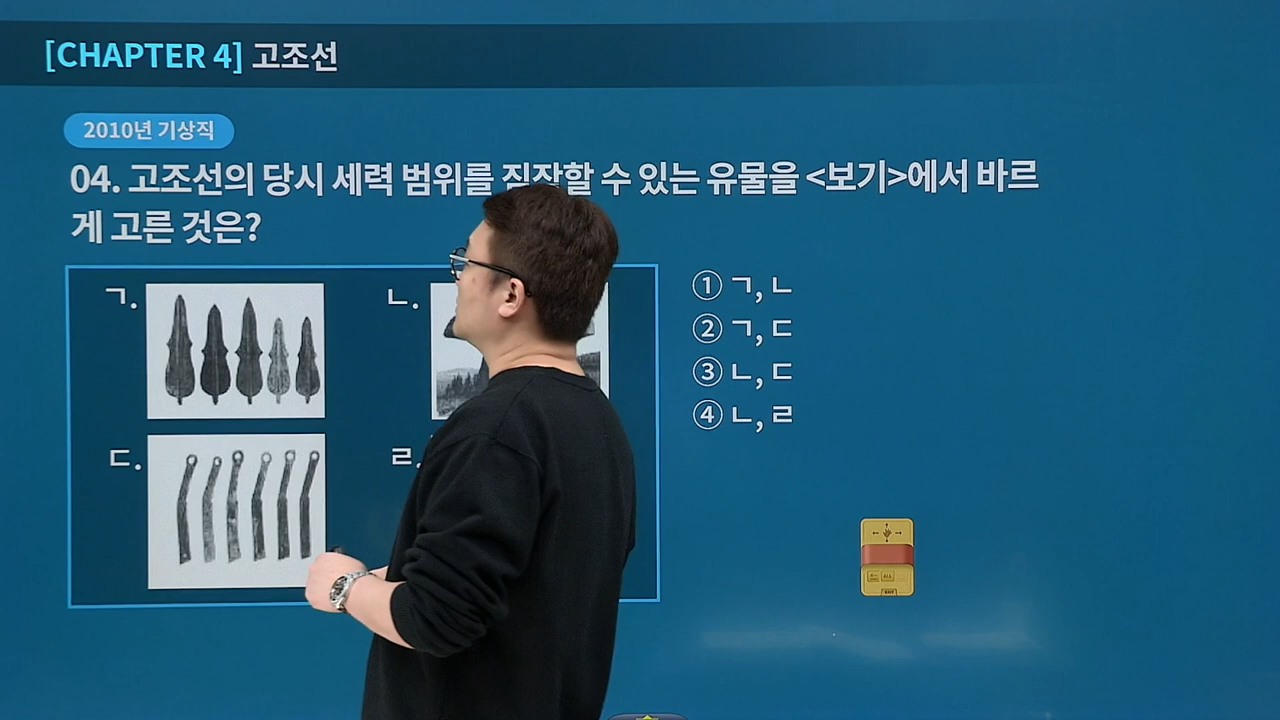 [CHAPTER 4] 고조선
2010년 기상직
04. 고조선의 당시 세력 범위를 짐작할 수 있는 유물을 <보기>에서 바르
게 고른 것은?
ㄱ.
ㄴ.
ㄷ.
ㄹ.
① ㄱ, ㄴ
② ㄱ, ㄷ
③ ㄴ, ㄷ
④ ㄴ, ㄹ
EXIT